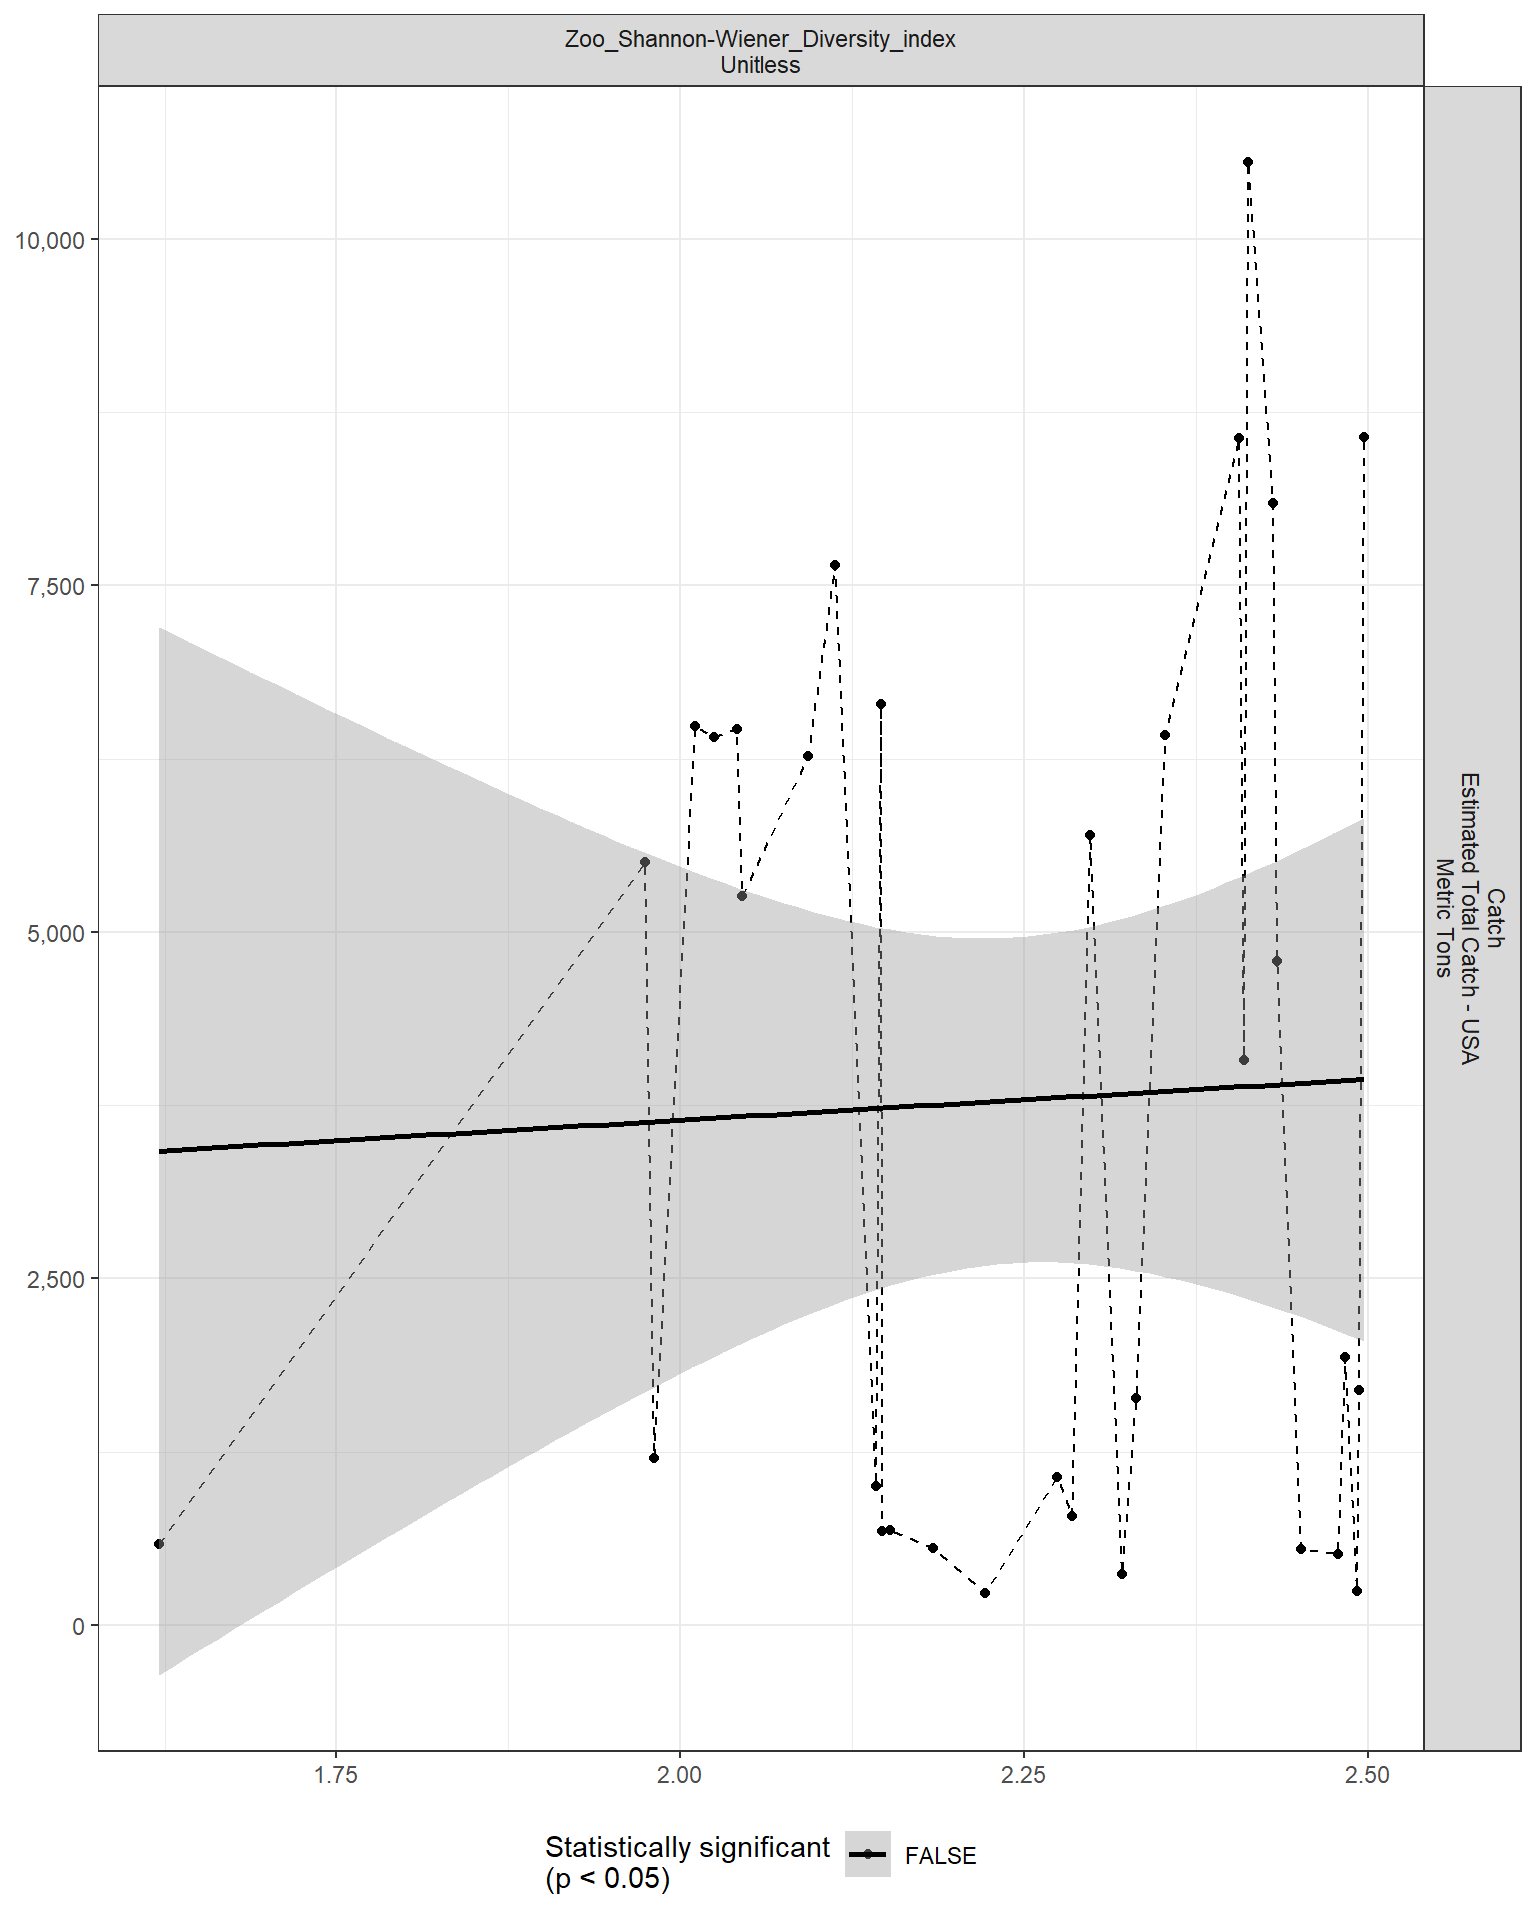 Zoo_Shannon-Wiener_Diversity_index
Unitless
10,000
7,500
5,000
2,500
0
Catch
Estimated Total Catch - USA
Metric Tons
1.75
2.00
2.25
2.50
Statistically significant
(p < 0.05)
FALSE